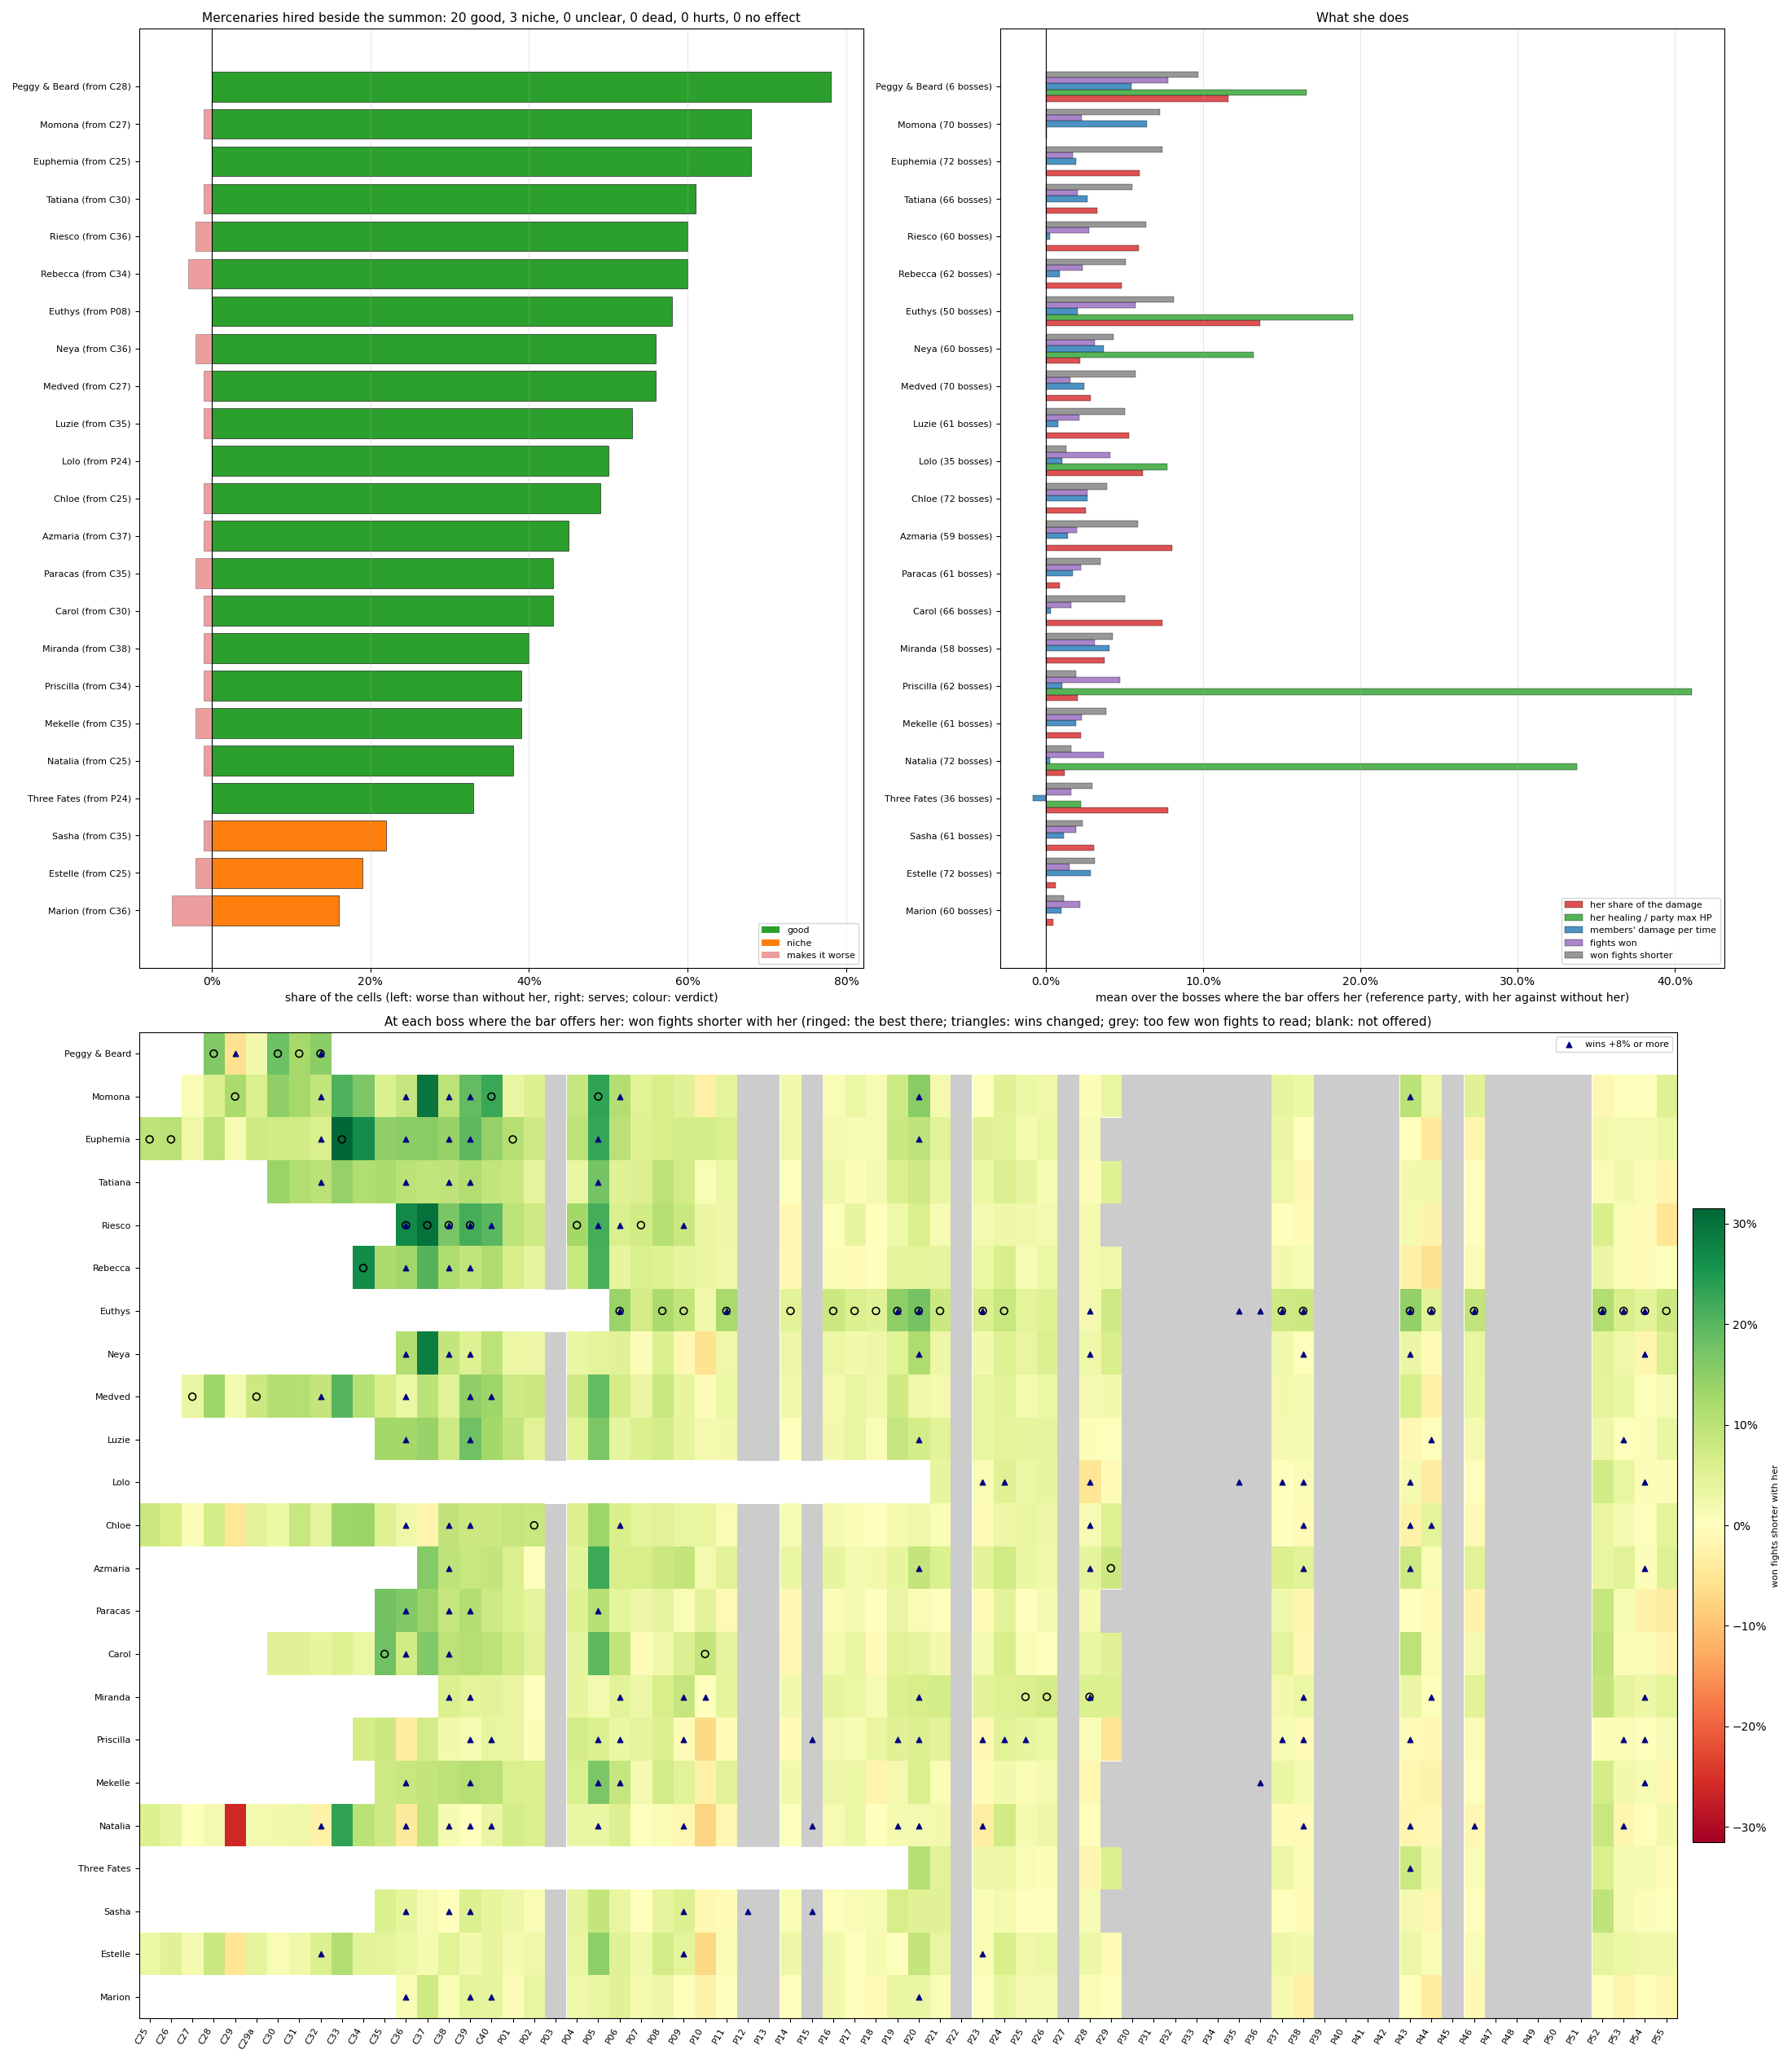 Mercenaries hired beside the summon: 20 good, 3 niche, 0 unclear, 0 dead, 0 hurts, 0 no effect
Peggy & Beard (from C28)
Momona (from C27)
Euphemia (from C25)
Tatiana (from C30)
Riesco (from C36)
Rebecca (from C34)
Euthys (from P08)
Neya (from C36)
Medved (from C27)
Luzie (from C35)
Lolo (from P24)
Chloe (from C25)
Azmaria (from C37)
Paracas (from C35)
Carol (from C30)
Miranda (from C38)
Priscilla (from C34)
Mekelle (from C35)
Natalia (from C25)
Three Fates (from P24)
Sasha (from C35)
Estelle (from C25)
Marion (from C36)
good
niche
makes it worse
0%
20%
40%
60%
80%
share of the cells (left: worse than without her, right: serves; colour: verdict)
What she does
Peggy & Beard (6 bosses)
Momona (70 bosses)
Euphemia (72 bosses)
Tatiana (66 bosses)
Riesco (60 bosses)
Rebecca (62 bosses)
Euthys (50 bosses)
Neya (60 bosses)
Medved (70 bosses)
Luzie (61 bosses)
Lolo (35 bosses)
Chloe (72 bosses)
Azmaria (59 bosses)
Paracas (61 bosses)
Carol (66 bosses)
Miranda (58 bosses)
Priscilla (62 bosses)
Mekelle (61 bosses)
Natalia (72 bosses)
Three Fates (36 bosses)
Sasha (61 bosses)
Estelle (72 bosses)
Marion (60 bosses)
her share of the damage
her healing / party max HP
members' damage per time
fights won
won fights shorter
0.0%
10.0%
20.0%
30.0%
40.0%
mean over the bosses where the bar offers her (reference party, with her against without her)
At each boss where the bar offers her: won fights shorter with her (ringed: the best there; triangles: wins changed; grey: too few won fights to read; blank: not offered)
wins +8% or more
Peggy & Beard
Momona
Euphemia
Tatiana
Riesco
Rebecca
Euthys
Neya
Medved
Luzie
Lolo
Chloe
Azmaria
Paracas
Carol
Miranda
Priscilla
Mekelle
Natalia
Three Fates
Sasha
Estelle
Marion
C25
C26
C27
C28
C29
C29a
C30
C31
C32
C33
C34
C35
C36
C37
C38
C39
C40
P01
P02
P03
P04
P05
P06
P07
P08
P09
P10
P11
P12
P13
P14
P15
P16
P17
P18
P19
P20
P21
P22
P23
P24
P25
P26
P27
P28
P29
P30
P31
P32
P33
P34
P35
P36
P37
P38
P39
P40
P41
P42
P43
P44
P45
P46
P47
P48
P49
P50
P51
P52
P53
P54
P55
30%
20%
10%
0%
−10%
−20%
−30%
won fights shorter with her